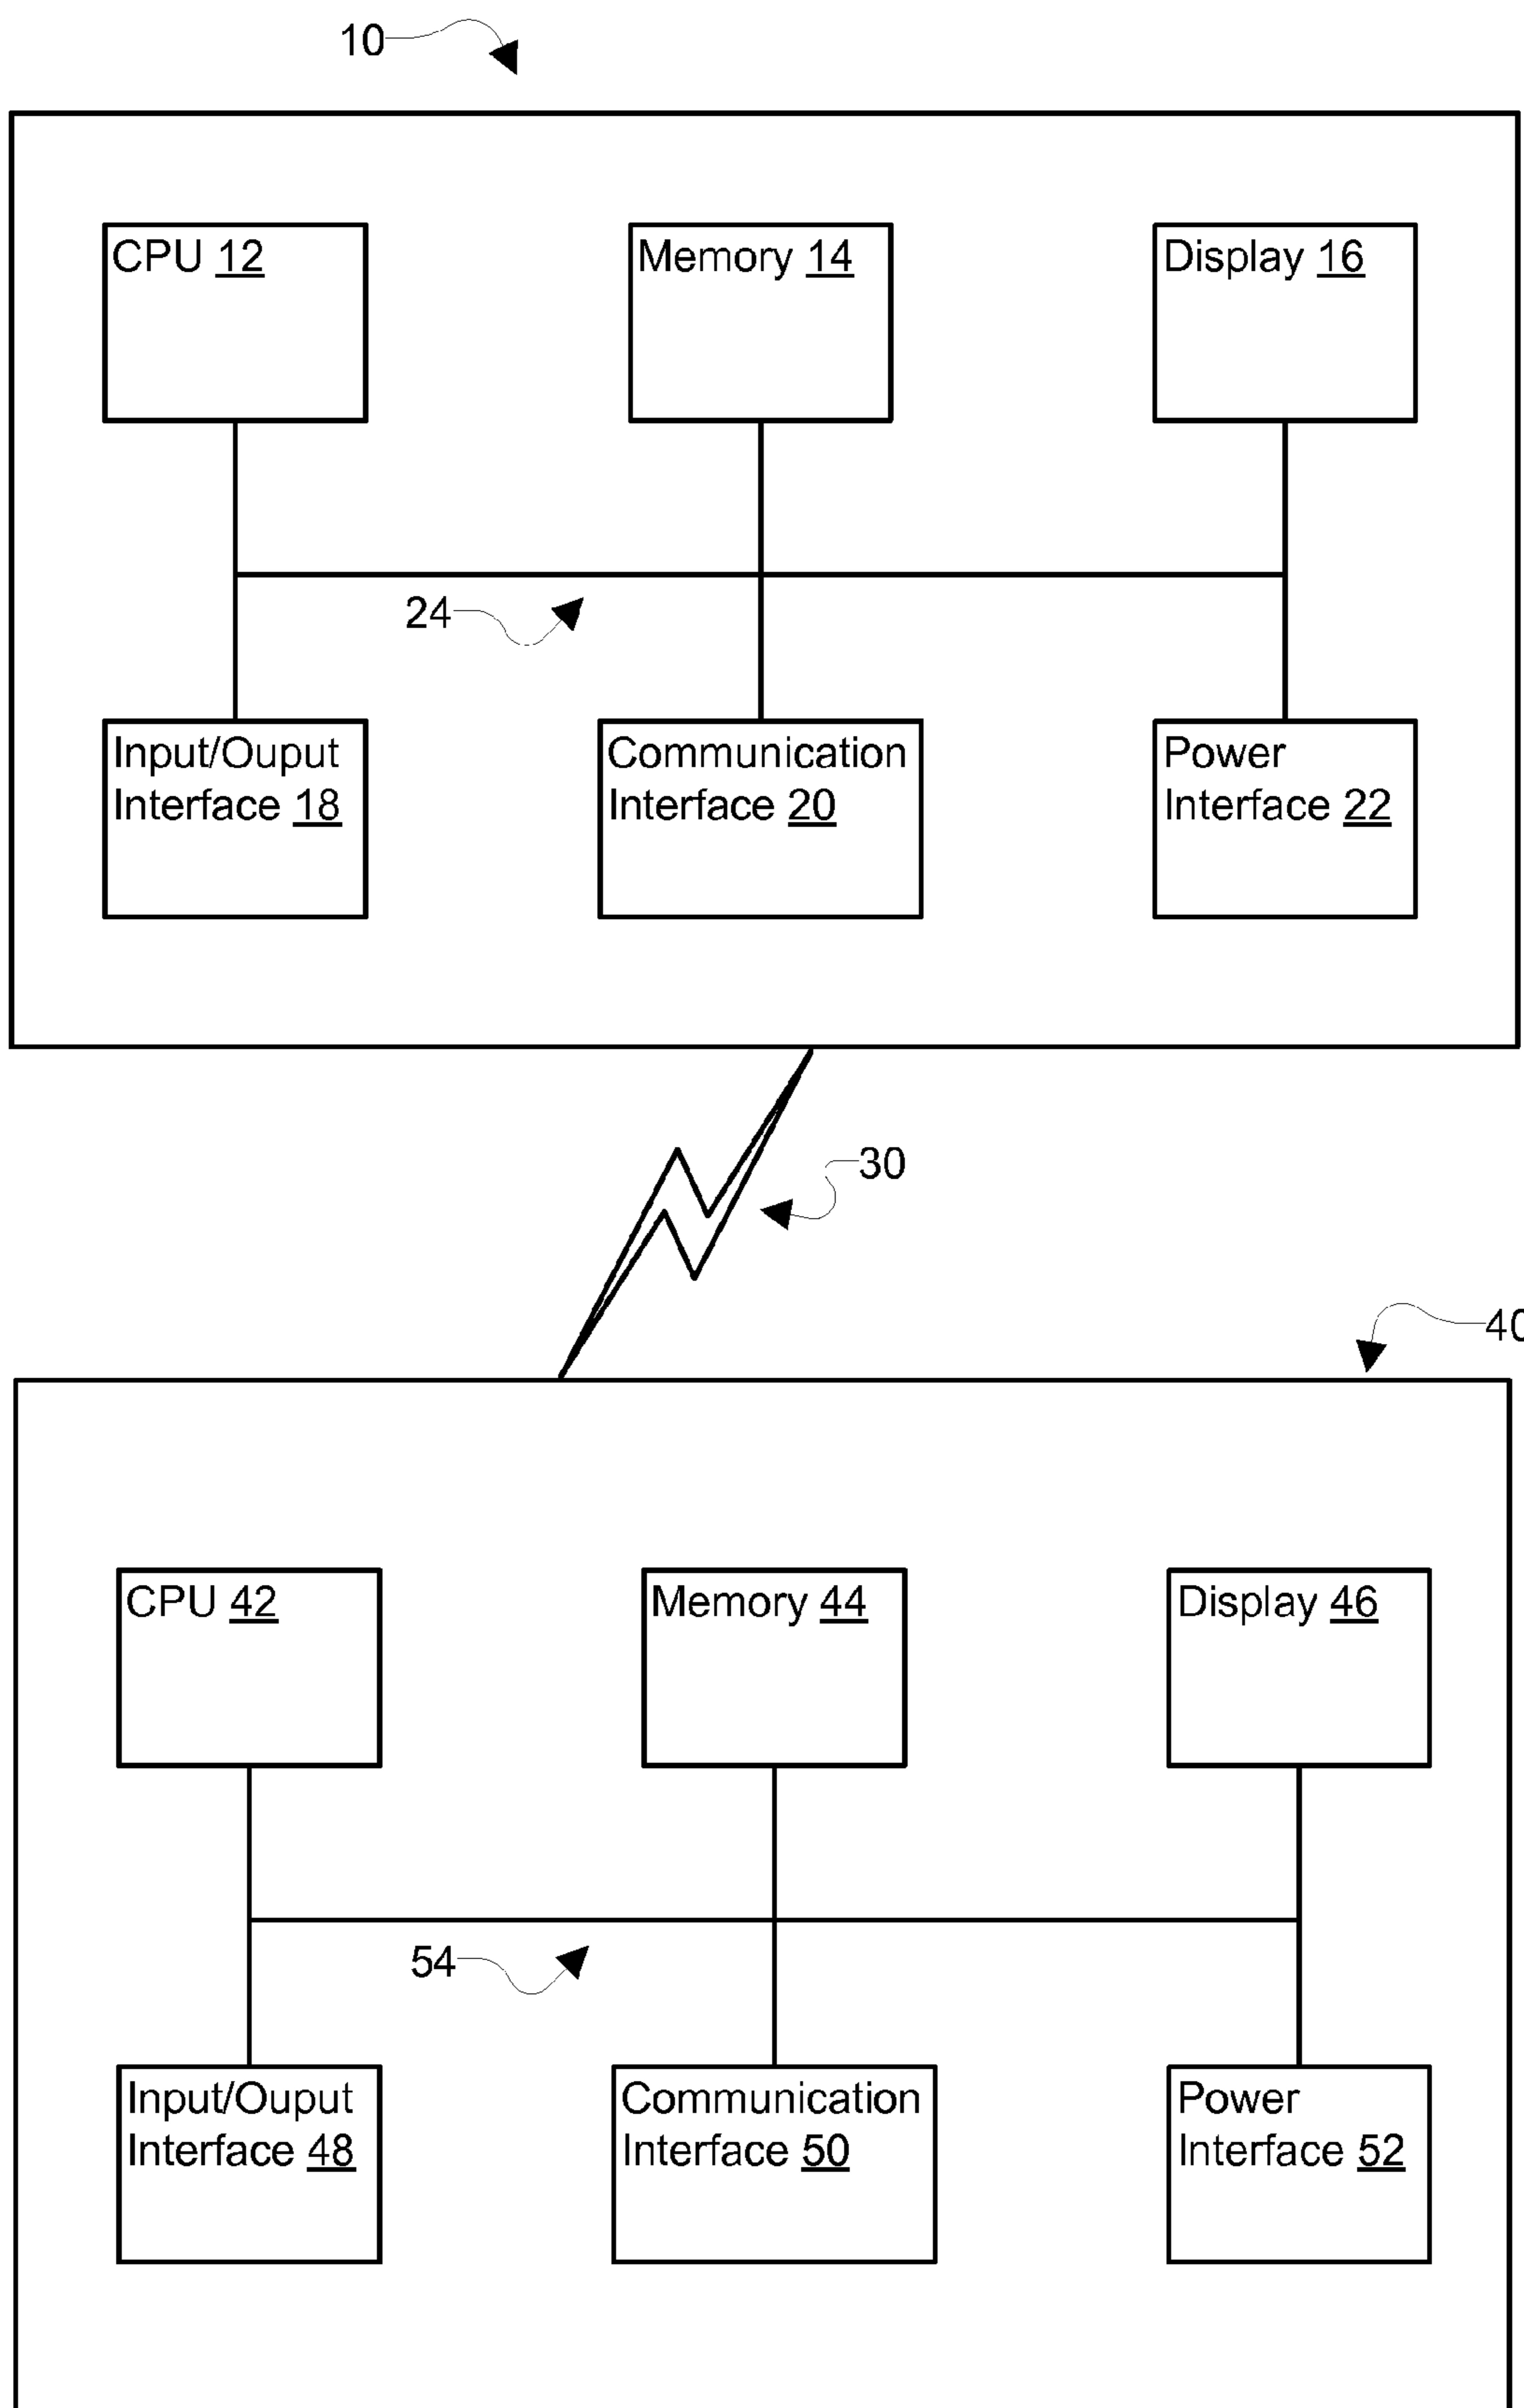 10
CPU 12
Memory 14
Display 16
24
Input/Ouput
Interface 18
Communication
Interface 20
Power
Interface 22
30
40
CPU 42
Memory 44
Display 46
54
Input/Ouput
Interface 48
Communication
Interface 50
Power
Interface 52